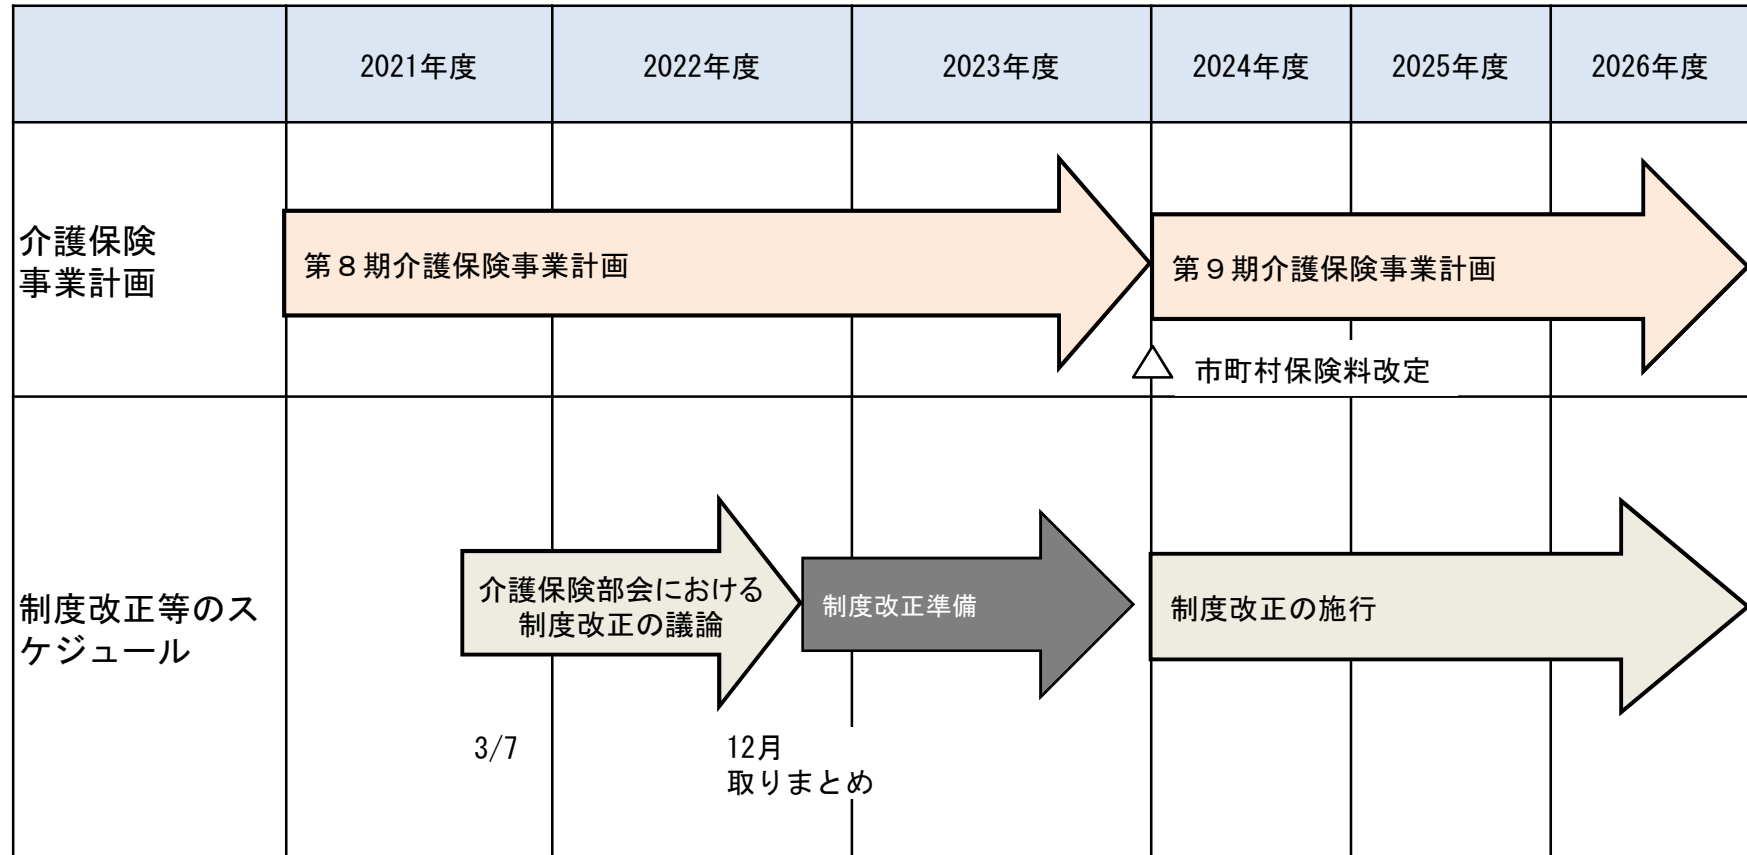 2021年度
2022年度
2023年度
2024年度
2025年度
2026年度
介護保険
事業計画
第８期介護保険事業計画
第９期介護保険事業計画
市町村保険料改定
制度改正等のス
ケジュール
介護保険部会における
制度改正の議論
制度改正準備
制度改正の施行
3/7
12月
取りまとめ